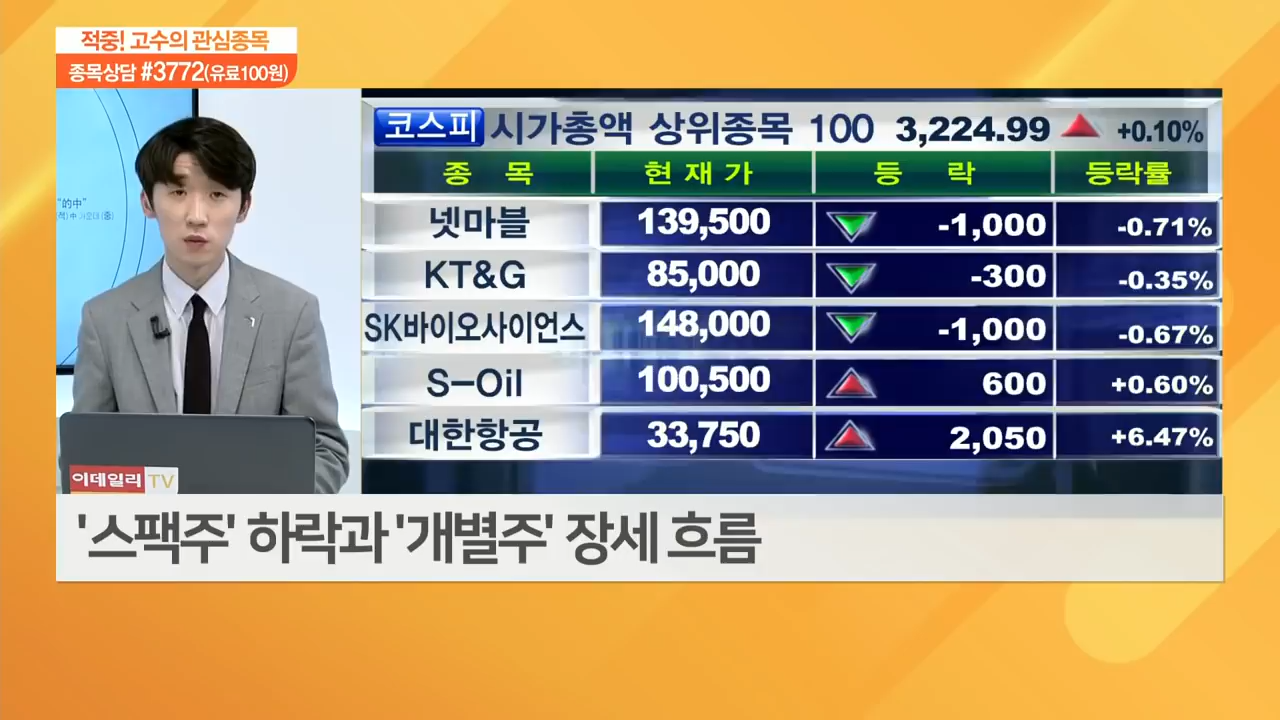 적중! 고수의 관심종목
종목상담 #3772(유료100원)
"的中"
코스피 시가총액 상위종목 100 3,224.99 +0.10%
종 목 현 재 가 등 락 등락률
넷마블 139,500 -1,000 -0.71%
KT&G 85,000 -300 -0.35%
SK바이오사이언스 148,000 -1,000 -0.67%
S-Oil 100,500 600 +0.60%
대한항공 33,750 2,050 +6.47%
이데일리 TV
'스팩주' 하락과 '개별주' 장세 흐름